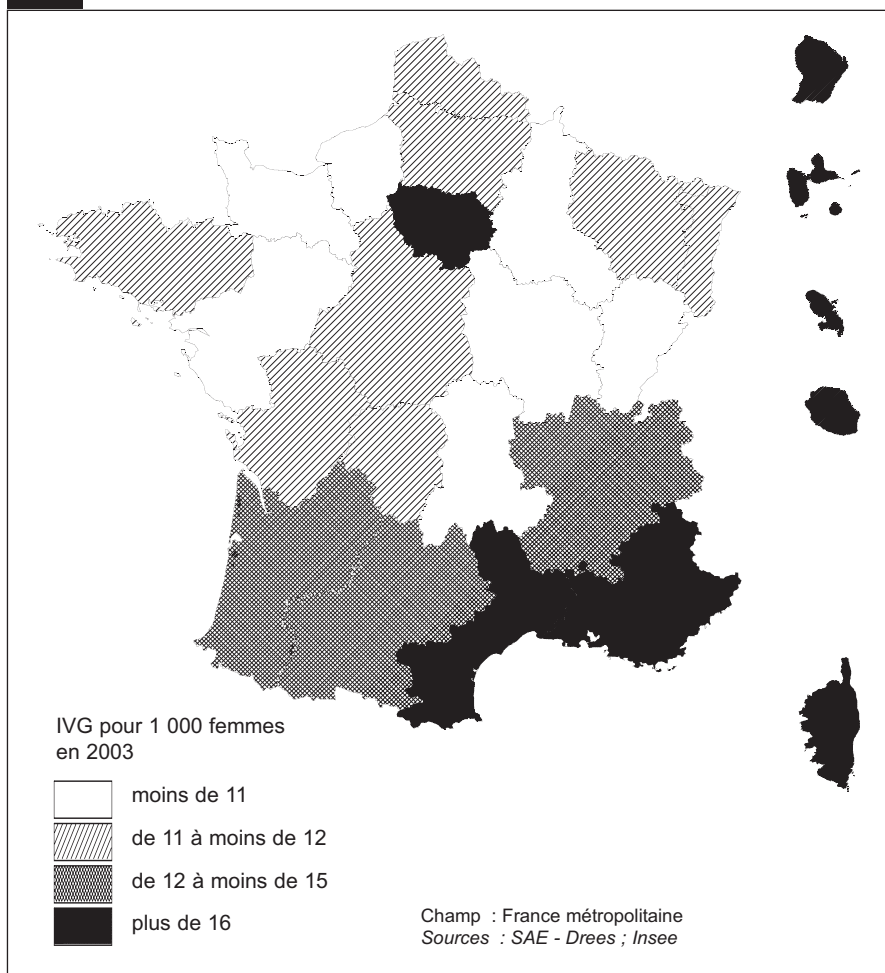 IVG pour 1 000 femmes
en 2003
moins de 11
de 11 à moins de 12
de 12 à moins de 15
plus de 16
Champ : France métropolitaine
Sources : SAE - Drees ; Insee